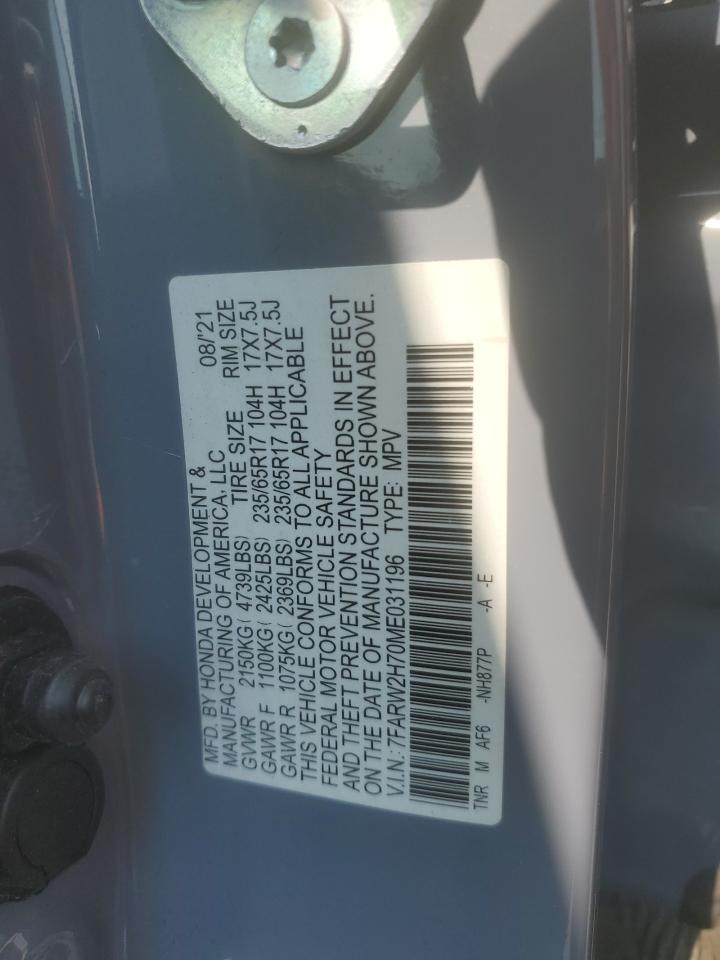 MFD. BY HONDA DEVELOPMENT &
MANUFACTURING OF AMERICA, LLC 08/'21
GVWR 2150KG( 4739LBS) TIRE SIZE RIM SIZE
GAWR F 1100KG( 2425LBS) 235/65R17 104H 17X7.5J
GAWR R 1075KG( 2369LBS) 235/65R17 104H 17X7.5J
THIS VEHICLE CONFORMS TO ALL APPLICABLE
FEDERAL MOTOR VEHICLE SAFETY
AND THEFT PREVENTION STANDARDS IN EFFECT
ON THE DATE OF MANUFACTURE SHOWN ABOVE.
V.I.N.: 7FARW2H70ME031196 TYPE: MPV
TNR M AF6 -NH877P -A -E